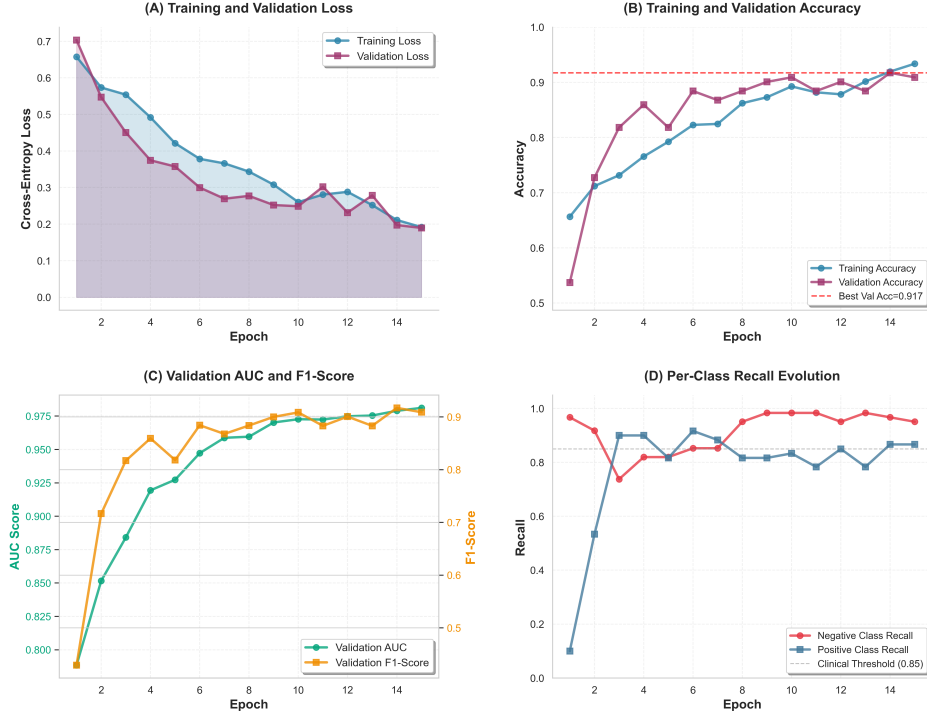 (A) Training and Validation Loss
Cross-Entropy Loss
0.7
0.6
0.5
0.4
0.3
0.2
0.1
0.0
2 4 6 8 10 12 14
Epoch
Training Loss
Validation Loss
(B) Training and Validation Accuracy
Accuracy
1.0
0.9
0.8
0.7
0.6
0.5
2 4 6 8 10 12 14
Epoch
Training Accuracy
Validation Accuracy
Best Val Acc=0.917
(C) Validation AUC and F1-Score
AUC Score
0.975
0.950
0.925
0.900
0.875
0.850
0.825
0.800
0.9
0.8
0.7
0.6
0.5
F1-Score
2 4 6 8 10 12 14
Epoch
Validation AUC
Validation F1-Score
(D) Per-Class Recall Evolution
Recall
1.0
0.8
0.6
0.4
0.2
0.0
2 4 6 8 10 12 14
Epoch
Negative Class Recall
Positive Class Recall
Clinical Threshold (0.85)